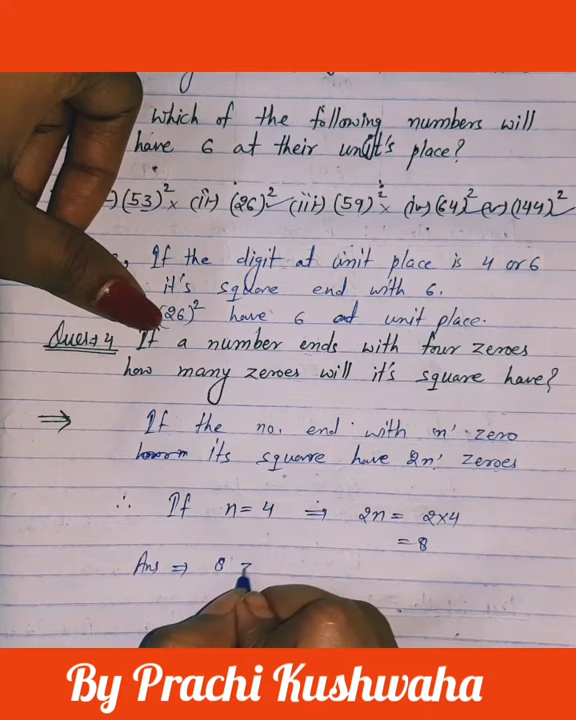 which of the following numbers will
have 6 at their unit's place?
(53)² × (ii) (26)² ✓ (iii) (59)² × (iv) (64)² ✓ (v) (144)² ✓
If the digit at unit place is 4 or 6
it's square end with 6.
(26)² have 6 at unit place.
Ques→4 If a number ends with four zeroes
how many zeroes will it's square have?
⇒ If the no. end with 'n' zero
its square have 2n' zeroes
∴ If n = 4 ⇒ 2n = 2×4
= 8
Ans ⇒ 8 z
By Prachi Kushwaha